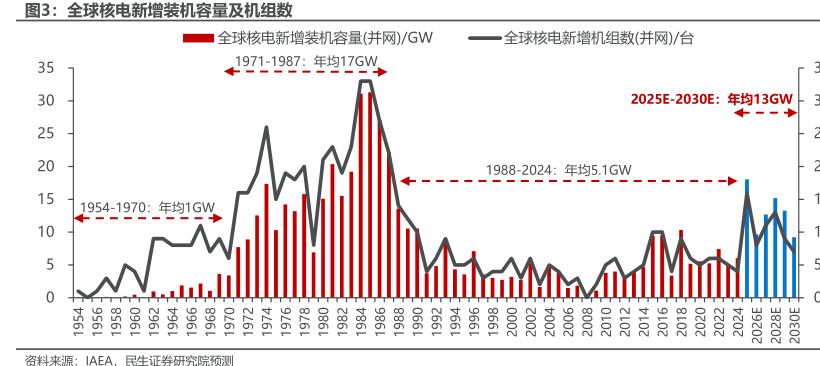 图3：全球核电新增装机容量及机组数
全球核电新增装机容量(并网)/GW 全球核电新增机组数(并网)/台
1971-1987：年均17GW
2025E-2030E：年均13GW
1988-2024：年均5.1GW
1954-1970：年均1GW
35
30
25
20
15
10
5
0
1954 1956 1958 1960 1962 1964 1966 1968 1970 1972 1974 1976 1978 1980 1982 1984 1986 1988 1990 1992 1994 1996 1998 2000 2002 2004 2006 2008 2010 2012 2014 2016 2018 2020 2022 2024 2026E 2028E 2030E
资料来源：IAEA，民生证券研究院预测